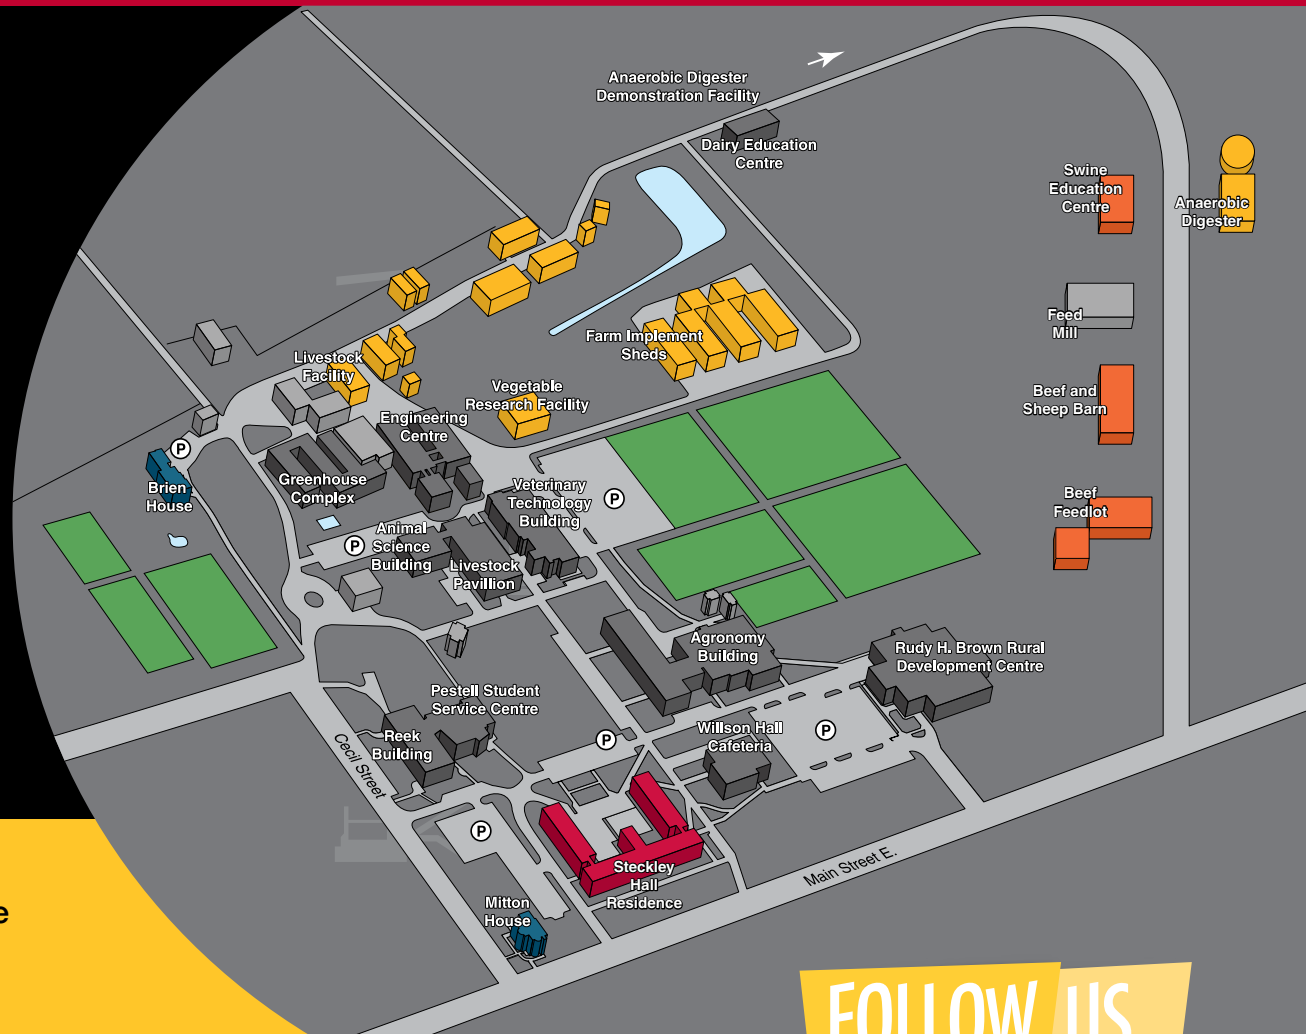 Anaerobic Digester
Demonstration Facility
Dairy Education
Centre
Swine
Education
Centre
Anaerobic
Digester
Feed
Mill
Farm Implement
Sheds
Livestock
Facility
Vegetable
Research Facility
Beef and
Sheep Barn
Engineering
Centre
P
Brien
House
Greenhouse
Complex
Veterinary
Technology
Building
P
Beef
Feedlot
Animal
Science
Building
P
Livestock
Pavillion
Agronomy
Building
Rudy H. Brown Rural
Development Centre
Pestell Student
Service Centre
Reek
Building
Cecil Street
P
Willson Hall
Cafeteria
P
P
Steckley
Hall
Residence
Main Street E.
Mitton
House
e
FOLLOW US